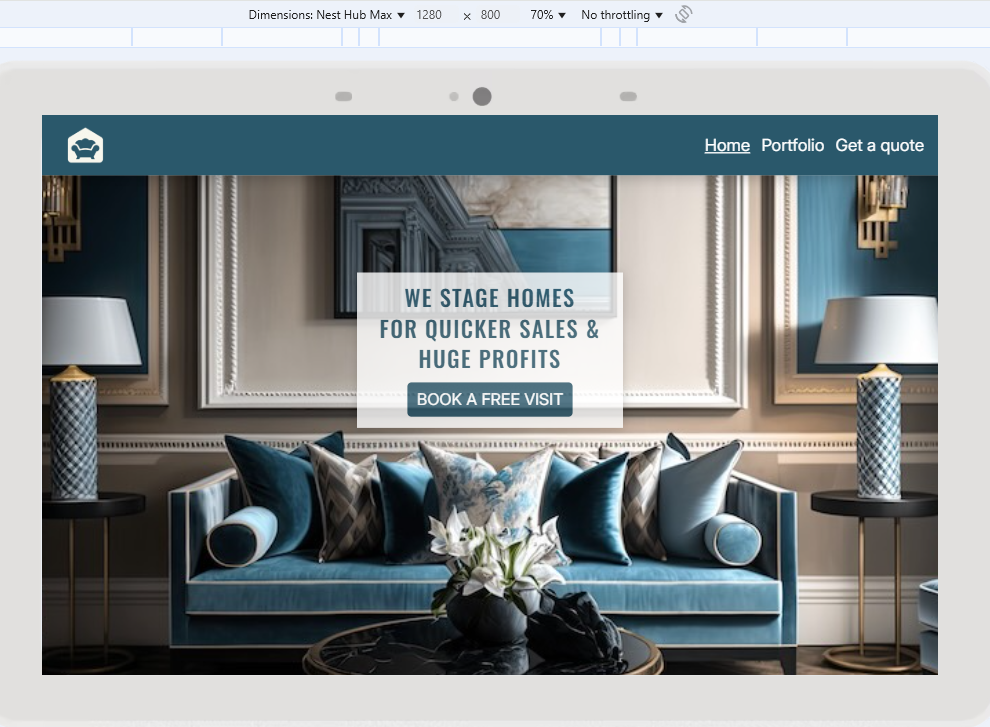 Dimensions: Nest Hub Max ▼ 1280 × 800 70% ▼ No throttling ▼
Home Portfolio Get a quote
WE STAGE HOMES
FOR QUICKER SALES &
HUGE PROFITS
BOOK A FREE VISIT